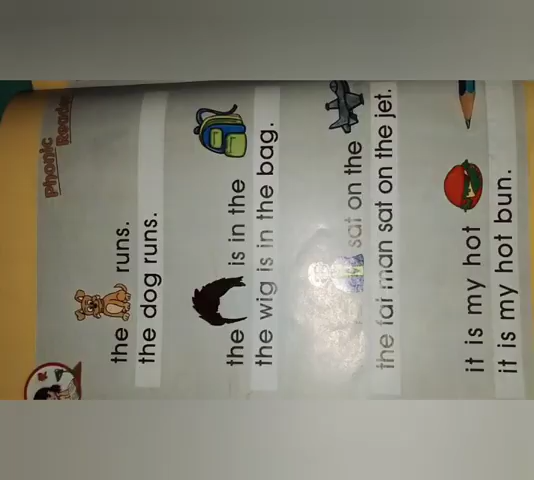 Phonic
Reader
the runs.
the dog runs.
the is in the
the wig is in the bag.
sat on the
the fat man sat on the jet.
it is my hot
it is my hot bun.